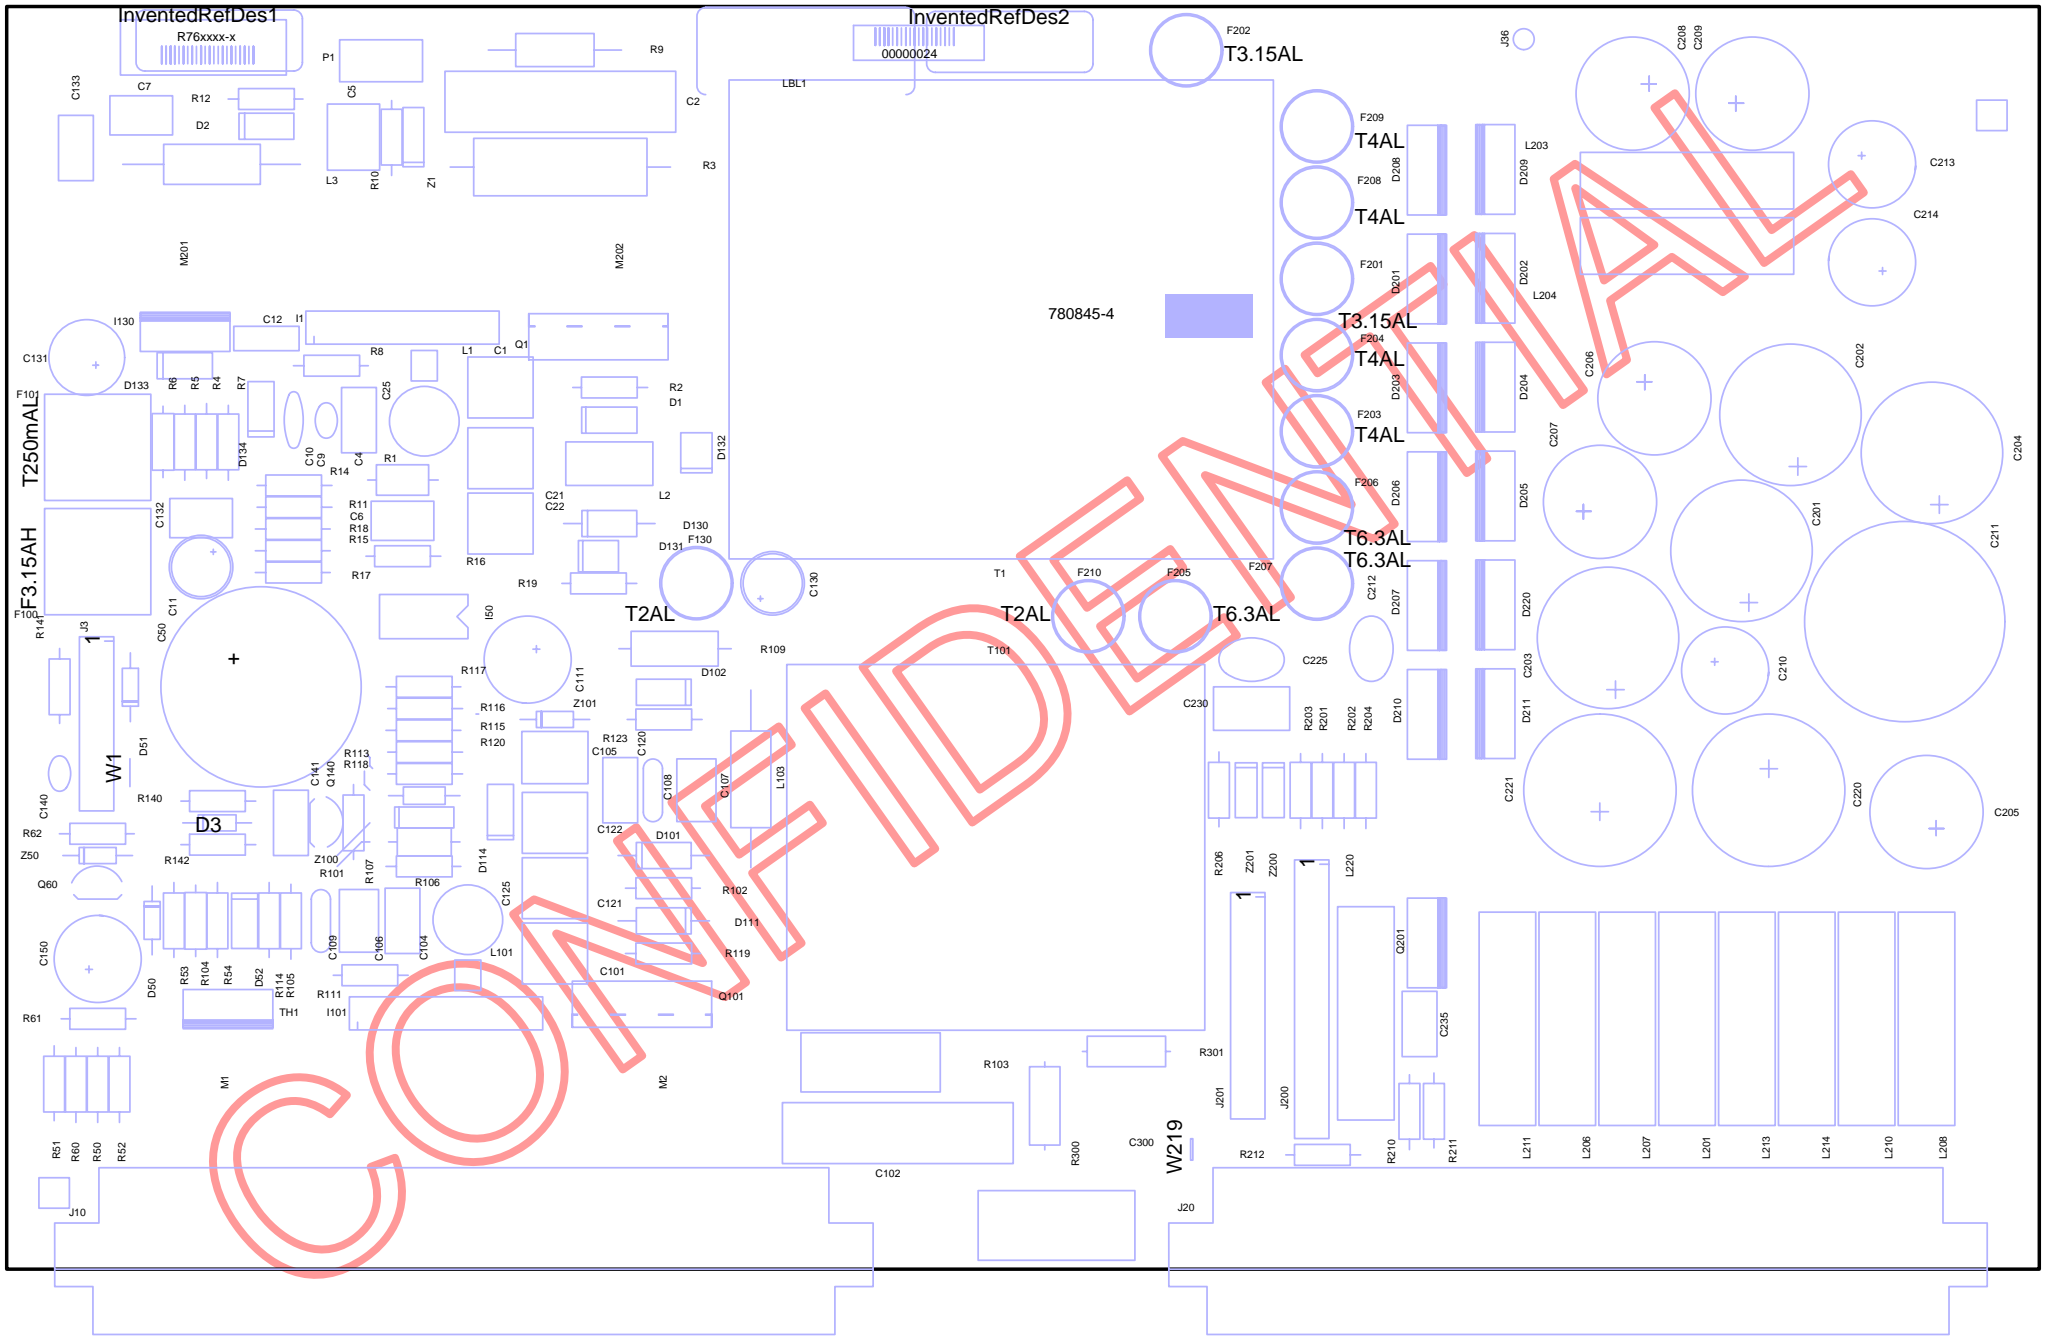 InventedRefDes1
InventedRefDes2
R76xxxx-x
00000024
P1
R9
F202
T3.15AL
J36
C208
C209
C133
C7
C5
R12
D2
C2
LBL1
F209
T4AL
L203
D208
D209
C213
L3
R10
Z1
R3
F208
T4AL
C214
M201
M202
F201
D201
D202
L204
780845-4
T3.15AL
I130
C12
I1
C131
R8
L1
C1
Q1
F204
T4AL
D203
D204
C206
C202
D133
R6
R5
R4
R7
C25
R2
D1
F101
T250mAL
F203
T4AL
C207
C204
D134
C10
C9
C4
R1
D132
R14
L2
C21
C22
F206
D206
D205
C201
C132
R11
C6
R18
R15
D130
D131
F130
T6.3AL
T6.3AL
C211
F3.15AH
R17
R16
R19
C130
T1
F210
F205
F207
C212
F100
R141
J3
1
C11
C50
I50
T2AL
T2AL
T6.3AL
D207
D220
R109
T101
C225
D102
C203
C210
R117
C111
Z101
R116
R115
R120
C230
R203
R201
R202
R204
D210
D211
R123
C105
C120
D51
W1
R113
R118
C141
Q140
C108
C107
L103
C221
C220
C205
C140
R140
R62
D3
C122
D101
Z50
R142
Z100
R101
R107
D114
R206
Z201
Z200
L220
1
1
Q60
R106
C125
R102
C121
D111
C150
C109
C106
C104
L101
R119
Q201
D50
R53
R104
R54
D52
R114
R105
C101
Q101
R61
TH1
R111
I101
C235
M1
M2
R103
R301
J201
J200
R51
R60
R50
R52
C102
R300
C300
W219
R212
R210
R211
L211
L206
L207
L201
L213
L214
L210
L208
J10
J20
CONFIDENTIAL